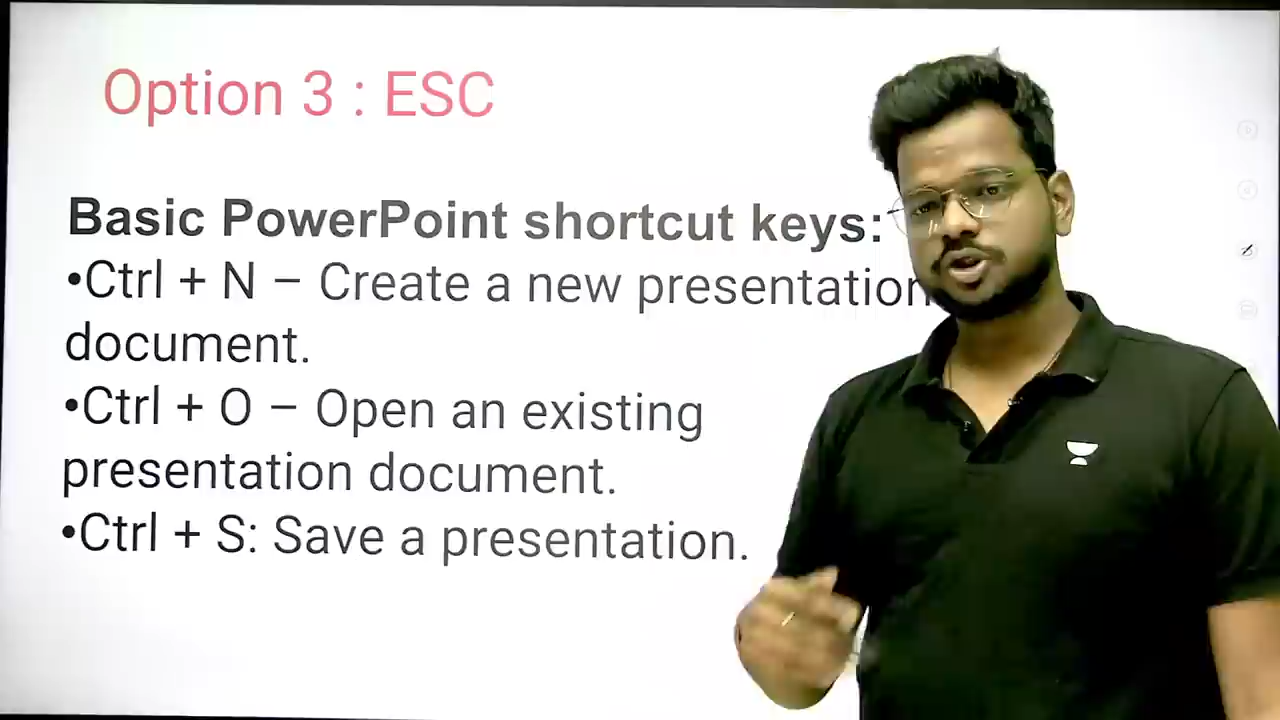 Option 3 : ESC
Basic PowerPoint shortcut keys:
•Ctrl + N – Create a new presentation
document.
•Ctrl + O – Open an existing
presentation document.
•Ctrl + S: Save a presentation.